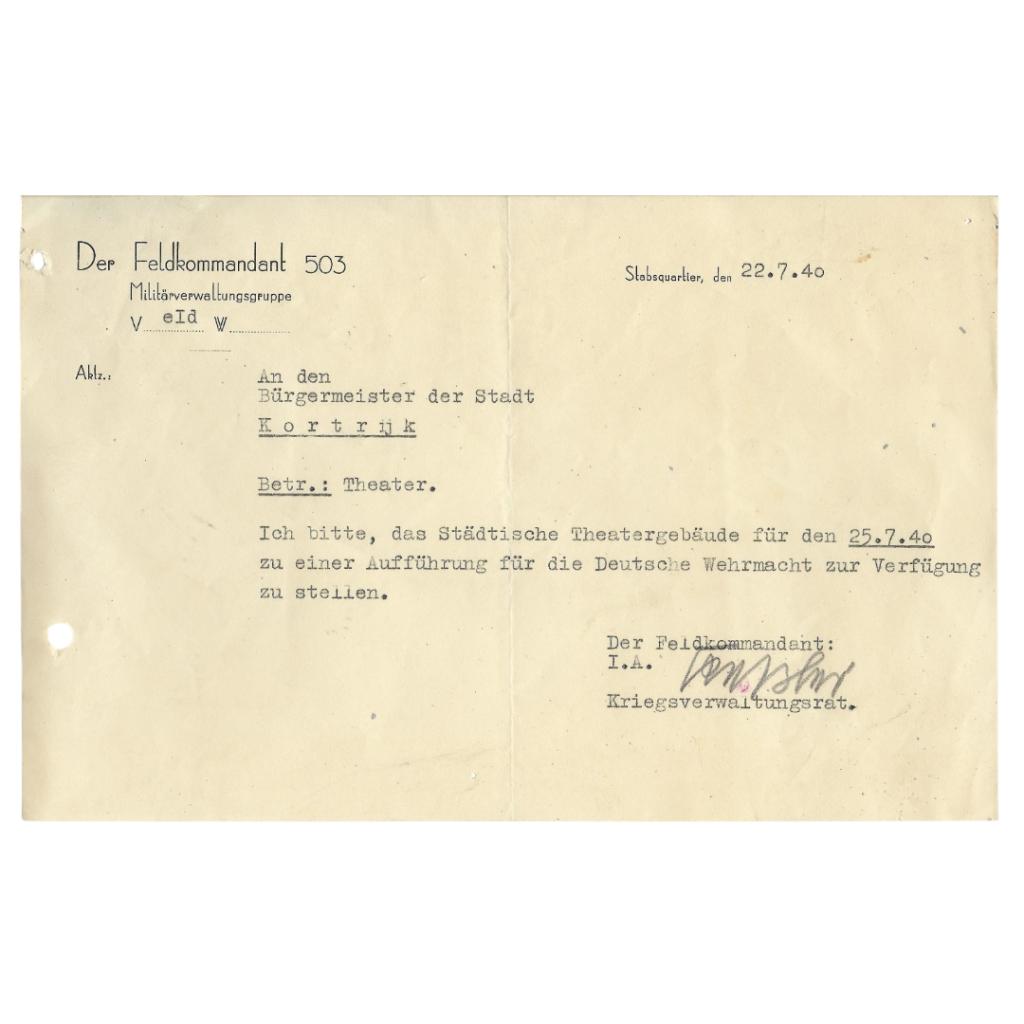 Der Feldkommandant 503
Militärverwaltungsgruppe
V eId W
Stabsquartier, den 22.7.40
Aktz.:
An den
Bürgermeister der Stadt
Kortrijk
Betr.: Theater.
Ich bitte, das Städtische Theatergebäude für den 25.7.40
zu einer Aufführung für die Deutsche Wehrmacht zur Verfügung
zu stellen.
Der Feldkommandant:
I.A.
Kriegsverwaltungsrat.